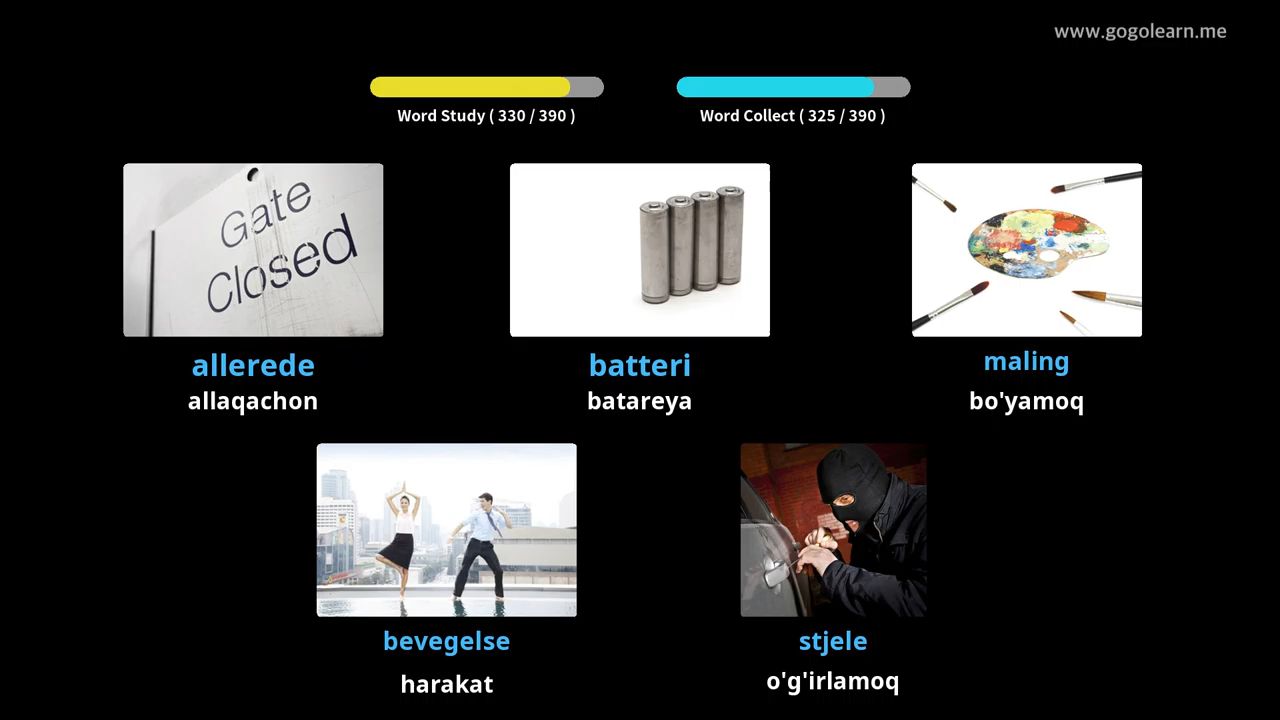 www.gogolearn.me
Word Study ( 330 / 390 )
Word Collect ( 325 / 390 )
Gate
Closed
allerede
allaqachon
batteri
batareya
maling
bo'yamoq
bevegelse
harakat
stjele
o'g'irlamoq